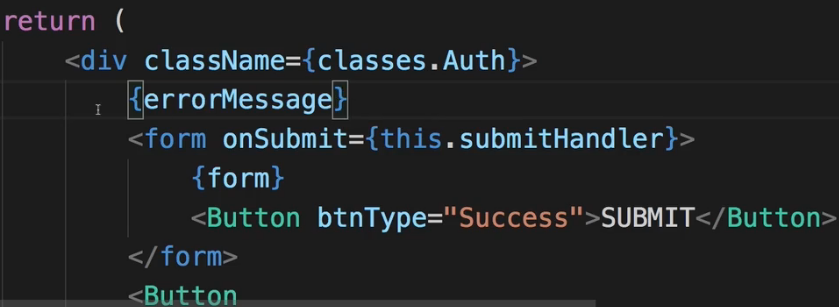 return (
<div className={classes.Auth}>
{errorMessage}
<form onSubmit={this.submitHandler}>
{form}
<Button btnType="Success">SUBMIT</Button>
</form>
<Button